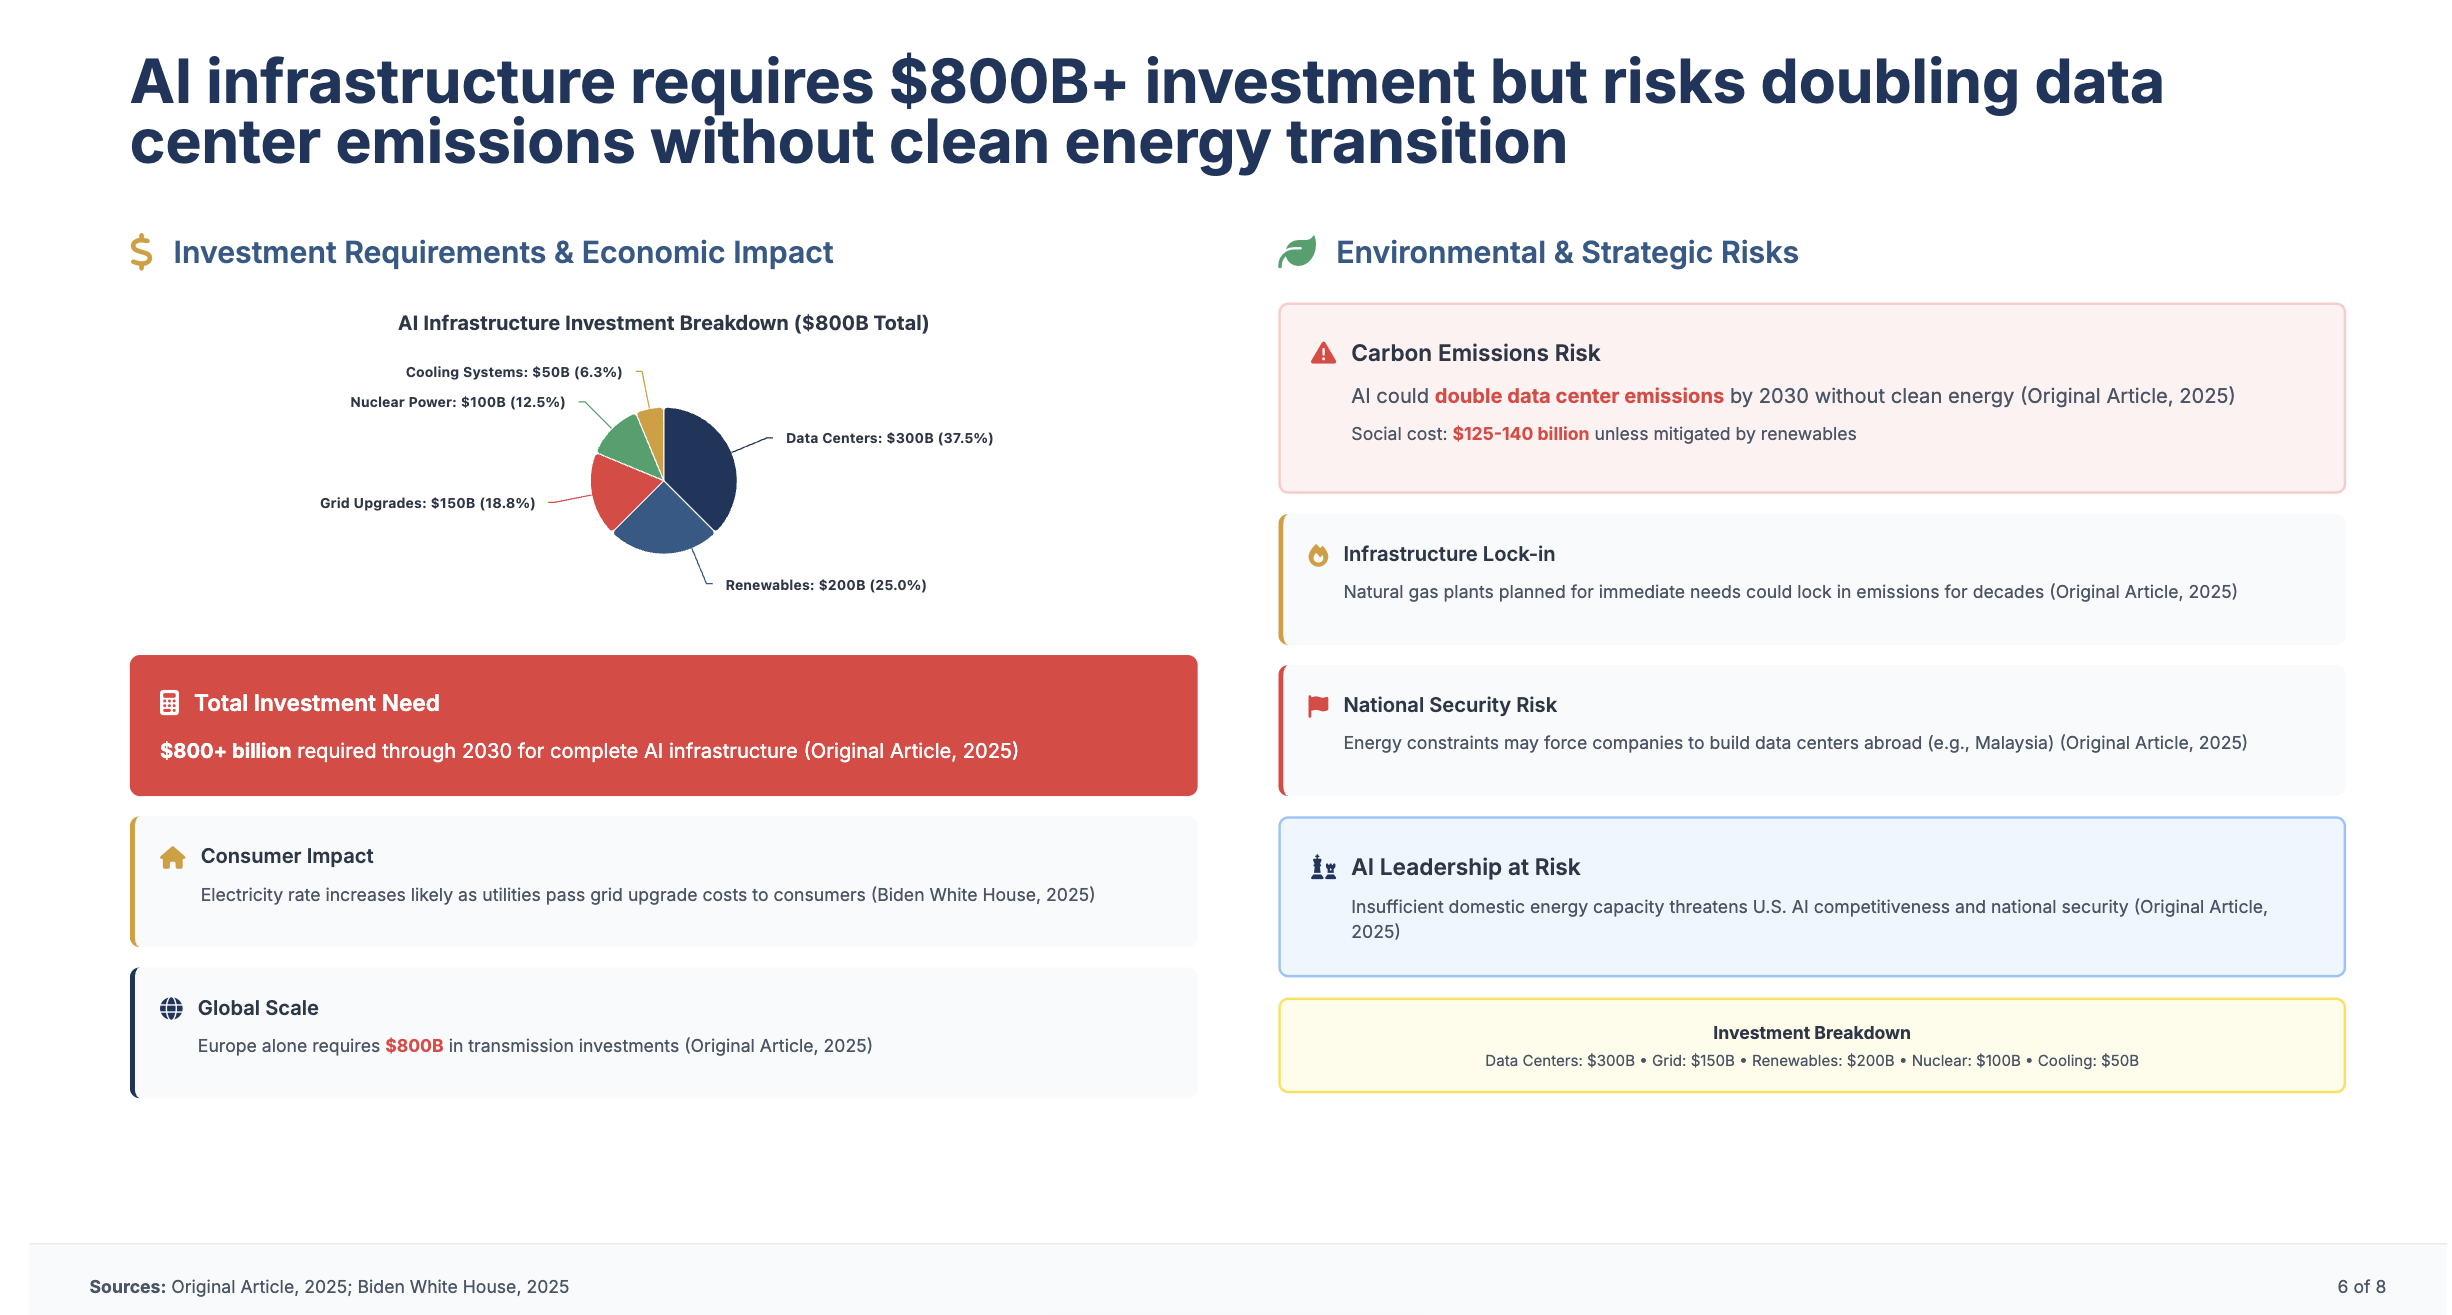 AI infrastructure requires $800B+ investment but risks doubling data
center emissions without clean energy transition
Investment Requirements & Economic Impact
AI Infrastructure Investment Breakdown ($800B Total)
Cooling Systems: $50B (6.3%)
Nuclear Power: $100B (12.5%)
Data Centers: $300B (37.5%)
Grid Upgrades: $150B (18.8%)
Renewables: $200B (25.0%)
Total Investment Need
$800+ billion required through 2030 for complete AI infrastructure (Original Article, 2025)
Consumer Impact
Electricity rate increases likely as utilities pass grid upgrade costs to consumers (Biden White House, 2025)
Global Scale
Europe alone requires $800B in transmission investments (Original Article, 2025)
Environmental & Strategic Risks
Carbon Emissions Risk
AI could double data center emissions by 2030 without clean energy (Original Article, 2025)
Social cost: $125-140 billion unless mitigated by renewables
Infrastructure Lock-in
Natural gas plants planned for immediate needs could lock in emissions for decades (Original Article, 2025)
National Security Risk
Energy constraints may force companies to build data centers abroad (e.g., Malaysia) (Original Article, 2025)
AI Leadership at Risk
Insufficient domestic energy capacity threatens U.S. AI competitiveness and national security (Original Article,
2025)
Investment Breakdown
Data Centers: $300B • Grid: $150B • Renewables: $200B • Nuclear: $100B • Cooling: $50B
Sources: Original Article, 2025; Biden White House, 2025
6 of 8